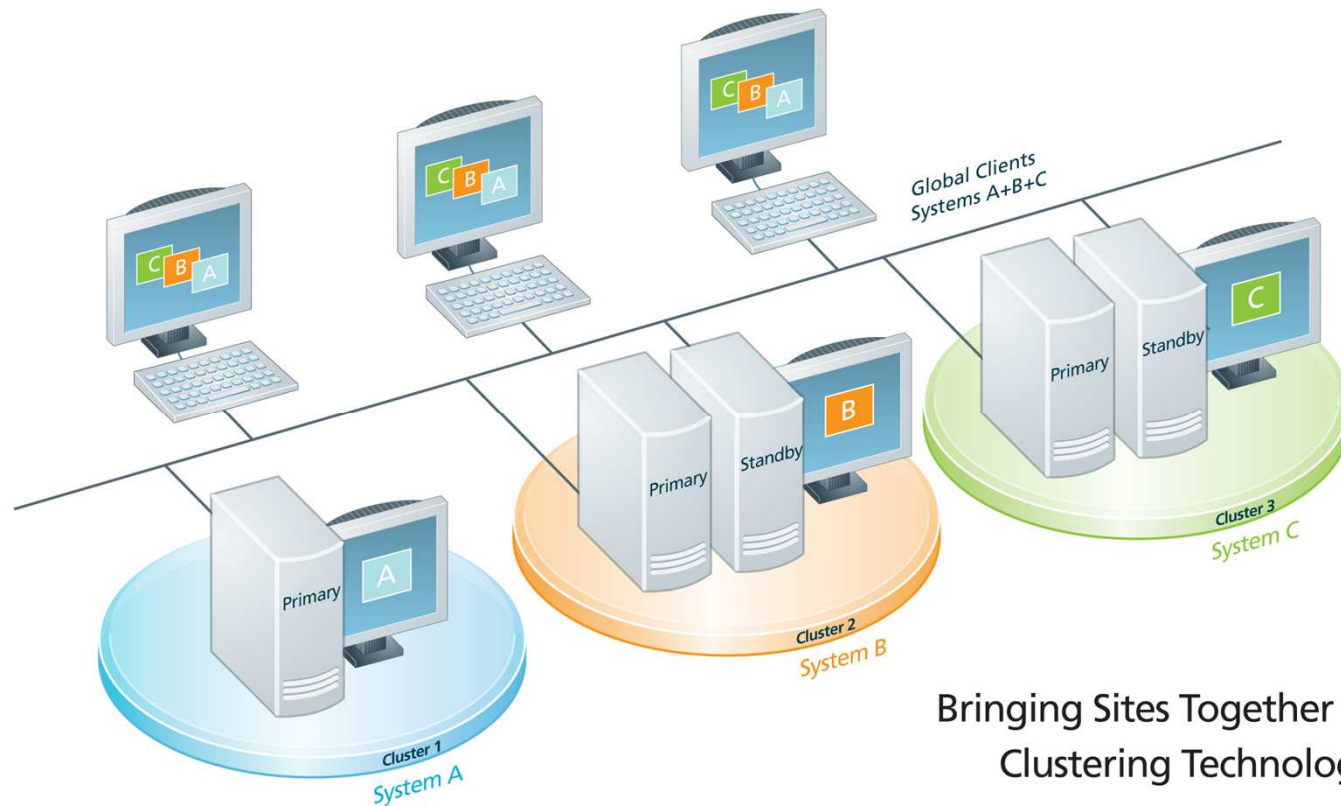 C B A
C B A
C B A
Global Clients
Systems A+B+C
Primary
Standby
C
Cluster 3
System C
Primary
Standby
B
Cluster 2
System B
Primary
A
Cluster 1
System A
Bringing Sites Together
Clustering